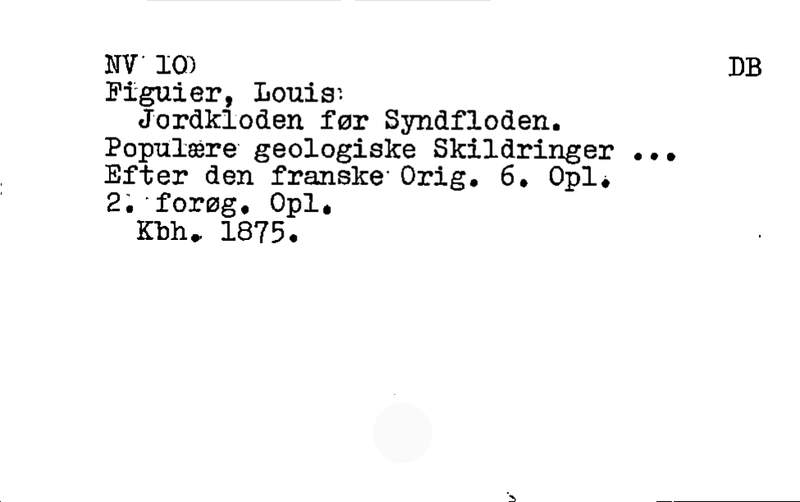 NV 10) DB
Figuier, Louis:
Jordkloden før Syndfloden.
Populære geologiske Skildringer ...
Efter den franske Orig. 6. Opl.
2. forøg. Opl.
Kbh. 1875.